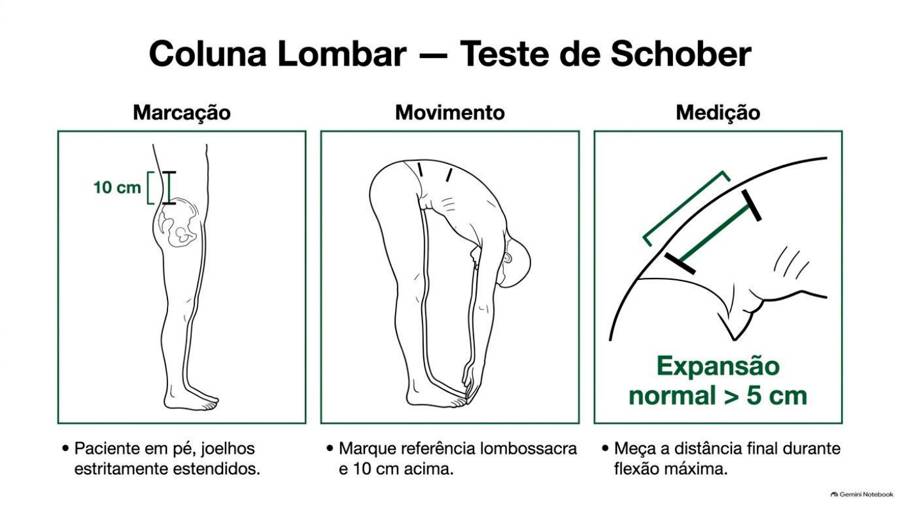 Coluna Lombar — Teste de Schober
Marcação
Movimento
Medição
10 cm
Expansão
normal > 5 cm
• Paciente em pé, joelhos
estritamente estendidos.
• Marque referência lombossacra
e 10 cm acima.
• Meça a distância final durante
flexão máxima.
Gemini Notebook